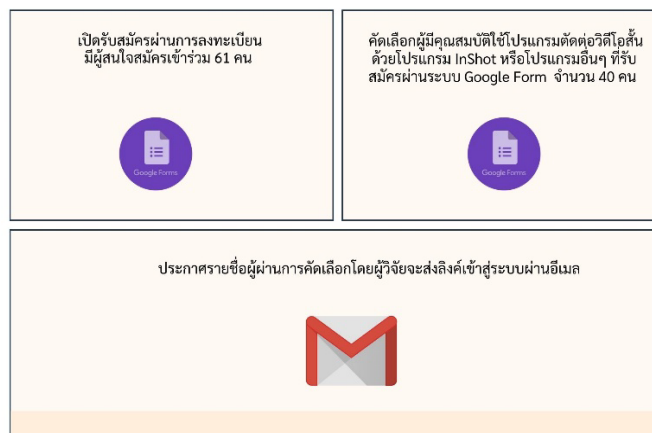 เปิดรับสมัครผ่านการลงทะเบียน
มีผู้สนใจสมัครเข้าร่วม 61 คน
Google Forms
คัดเลือกผู้มีคุณสมบัติใช้โปรแกรมตัดต่อวิดีโอสั้น
ด้วยโปรแกรม InShot หรือโปรแกรมอื่นๆ ที่รับ
สมัครผ่านระบบ Google Form จำนวน 40 คน
Google Forms
ประกาศรายชื่อผู้ผ่านการคัดเลือกโดยผู้วิจัยจะส่งลิงค์เข้าสู่ระบบผ่านอีเมล